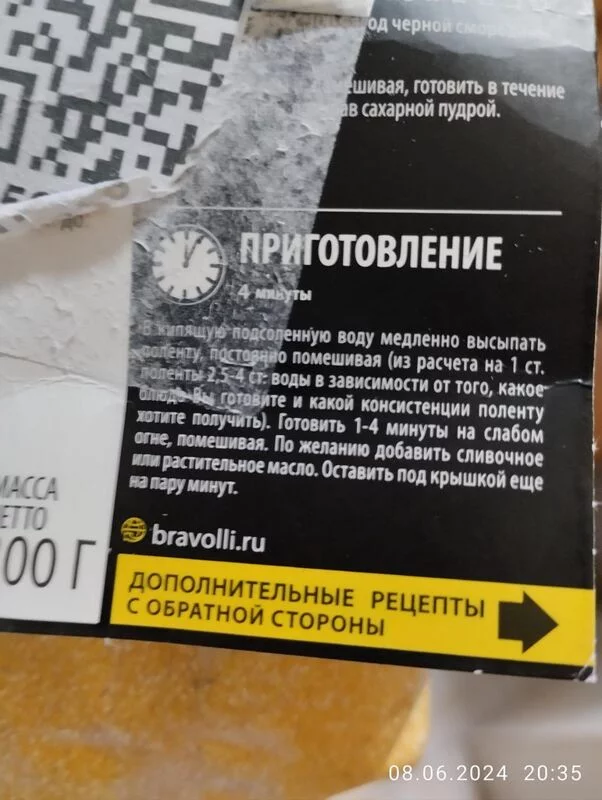 од черной
ешивая, готовить в течение
ав сахарной пудрой.
ПРИГОТОВЛЕНИЕ
4 минуты
В кипящую подсоленную воду медленно высыпать
поленту, постоянно помешивая (из расчета на 1 ст.
поленты 2,5-4 ст. воды в зависимости от того, какое
блюдо Вы готовите и какой консистенции поленту
хотите получить). Готовить 1-4 минуты на слабом
огне, помешивая. По желанию добавить сливочное
или растительное масло. Оставить под крышкой еще
на пару минут.
МАССА
НЕТТО
00 Г
bravolli.ru
ДОПОЛНИТЕЛЬНЫЕ РЕЦЕПТЫ
С ОБРАТНОЙ СТОРОНЫ
08.06.2024 20:35